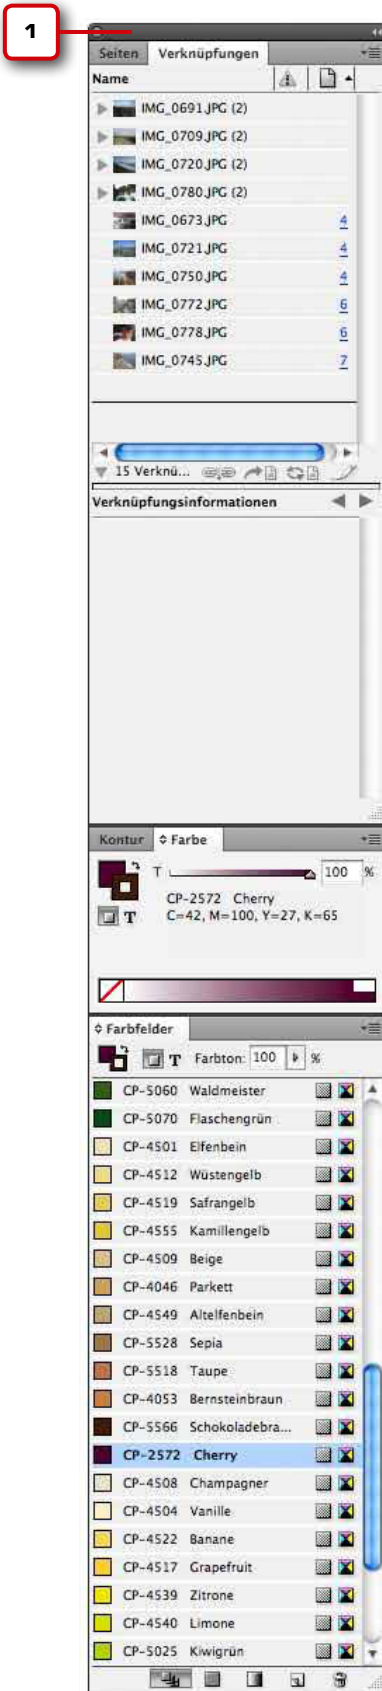 1
Seiten Verknüpfungen
Name
IMG_0691.JPG (2)
IMG_0709.JPG (2)
IMG_0720.JPG (2)
IMG_0780.JPG (2)
IMG_0673.JPG 4
IMG_0721.JPG 4
IMG_0750.JPG 4
IMG_0772.JPG 6
IMG_0778.JPG 6
IMG_0745.JPG 7
15 Verknü...
Verknüpfungsinformationen
Kontur Farbe
T 100 %
CP-2572 Cherry
T C=42, M=100, Y=27, K=65
Farbfelder
T Farbton: 100 %
CP-5060 Waldmeister
CP-5070 Flaschengrün
CP-4501 Elfenbein
CP-4512 Wüstengelb
CP-4519 Safrangelb
CP-4555 Kamillengelb
CP-4509 Beige
CP-4046 Parkett
CP-4549 Altelfenbein
CP-5528 Sepia
CP-5518 Taupe
CP-4053 Bernsteinbraun
CP-5566 Schokoladebra...
CP-2572 Cherry
CP-4508 Champagner
CP-4504 Vanille
CP-4522 Banane
CP-4517 Grapefruit
CP-4539 Zitrone
CP-4540 Limone
CP-5025 Kiwigrün